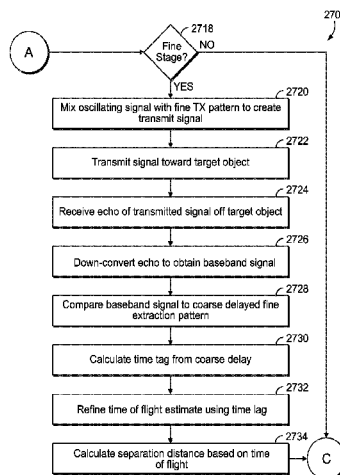 270
2718
A
Fine
Stage?
NO
YES
2720
Mix oscillating signal with fine TX pattern to create
transmit signal
2722
Transmit signal toward target object
2724
Receive echo of transmitted signal off target object
2726
Down-convert echo to obtain baseband signal
2728
Compare baseband signal to coarse delayed fine
extraction pattern
2730
Calculate time tag from coarse delay
2732
Refine time of flight estimate using time lag
2734
Calculate separation distance based on time
of flight
C